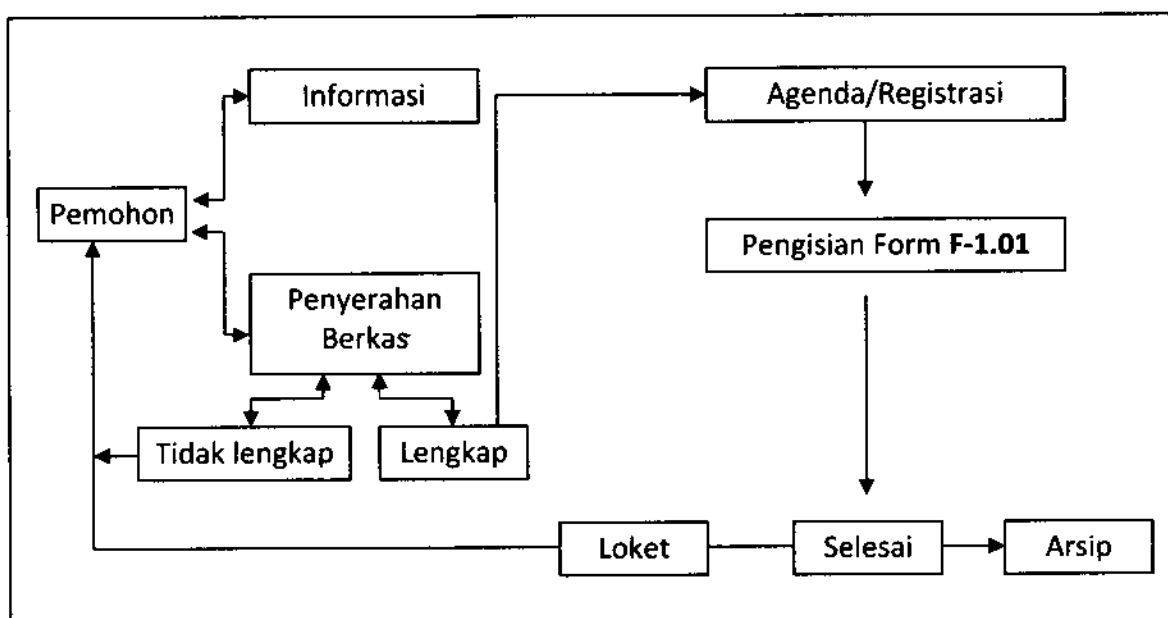 Informasi
Agenda/Registrasi
Pemohon
Pengisian Form F-1.01
Penyerahan
Berkas
Tidak lengkap
Lengkap
Loket
Selesai
Arsip